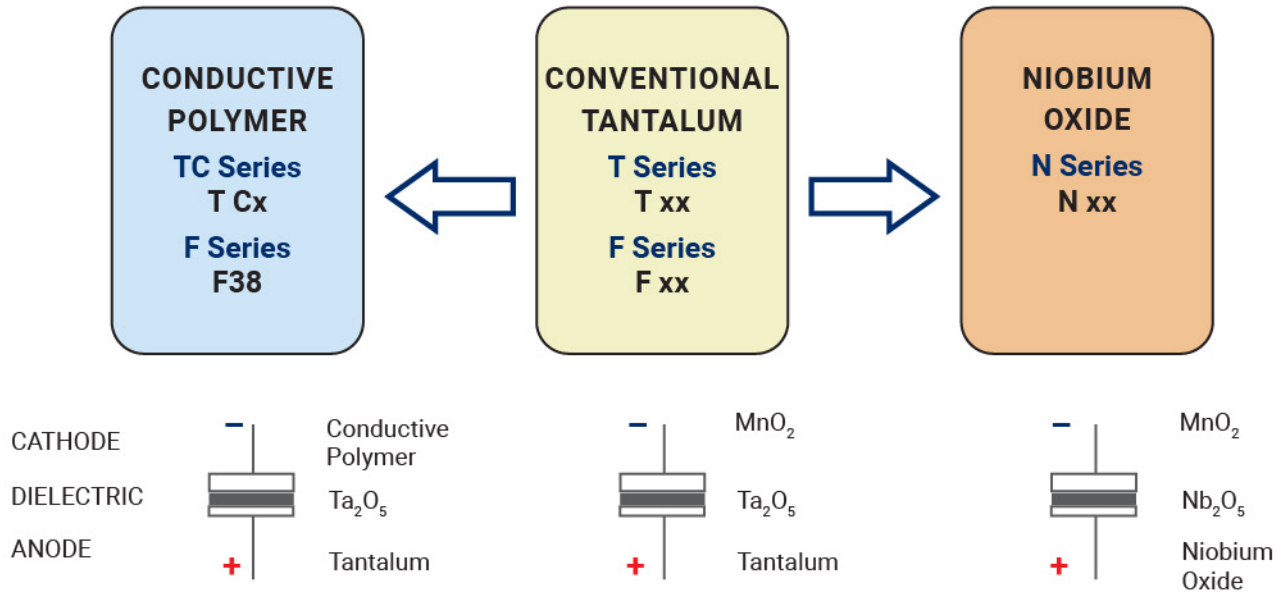 CONDUCTIVE
POLYMER
TC Series
T Cx
F Series
F38
CONVENTIONAL
TANTALUM
T Series
T xx
F Series
F xx
NIOBIUM
OXIDE
N Series
N xx
CATHODE
DIELECTRIC
ANODE
−
Conductive
Polymer
Ta₂O₅
+
Tantalum
−
MnO₂
Ta₂O₅
+
Tantalum
−
MnO₂
Nb₂O₅
+
Niobium
Oxide